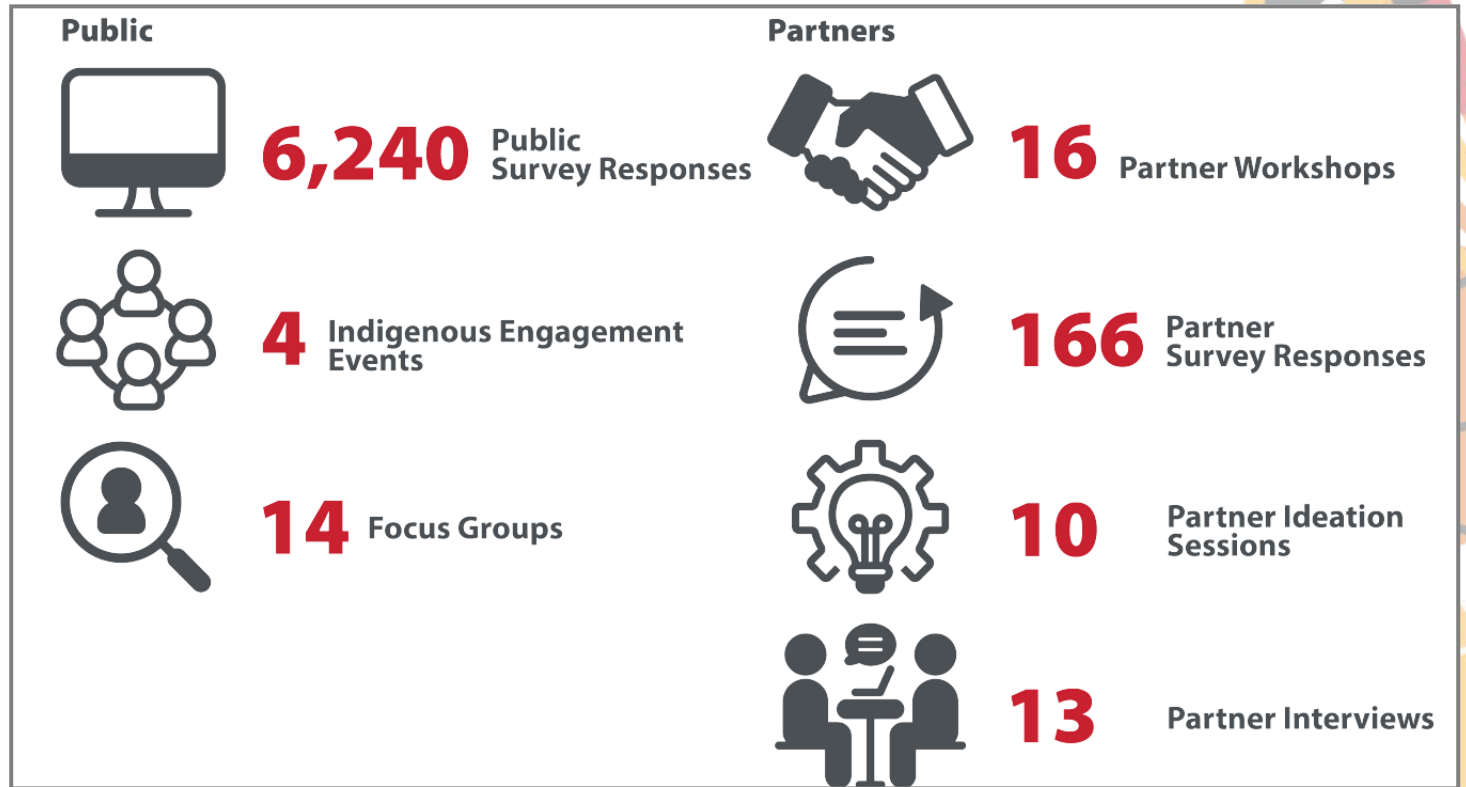 Public
6,240
Public
Survey Responses
4
Indigenous Engagement
Events
14
Focus Groups
Partners
16
Partner Workshops
166
Partner
Survey Responses
10
Partner Ideation
Sessions
13
Partner Interviews